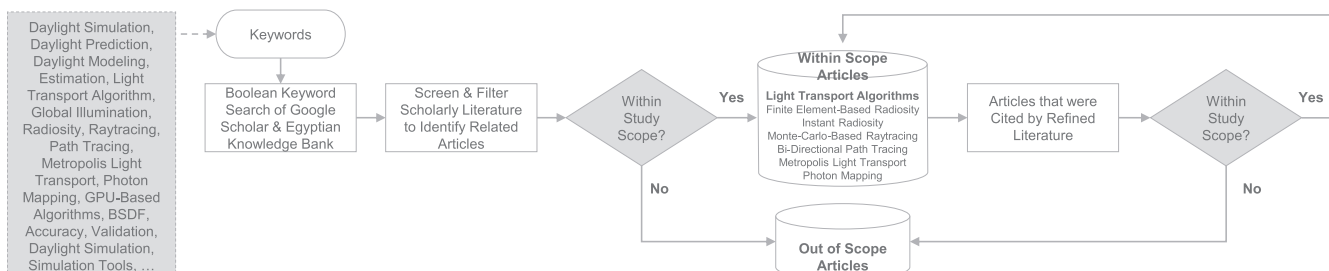 Daylight Simulation,
Daylight Prediction,
Daylight Modeling,
Estimation, Light
Transport Algorithm,
Global Illumination,
Radiosity, Raytracing,
Path Tracing,
Metropolis Light
Transport, Photon
Mapping, GPU-Based
Algorithms, BSDF,
Accuracy, Validation,
Daylight Simulation,
Simulation Tools, ...
Keywords
Boolean Keyword
Search of Google
Scholar & Egyptian
Knowledge Bank
Screen & Filter
Scholarly Literature
to Identify Related
Articles
Within
Study
Scope?
Yes
No
Within Scope
Articles
Light Transport Algorithms
Finite Element-Based Radiosity
Instant Radiosity
Monte-Carlo-Based Raytracing
Bi-Directional Path Tracing
Metropolis Light Transport
Photon Mapping
Out of Scope
Articles
Articles that were
Cited by Refined
Literature
Within
Study
Scope?
Yes
No